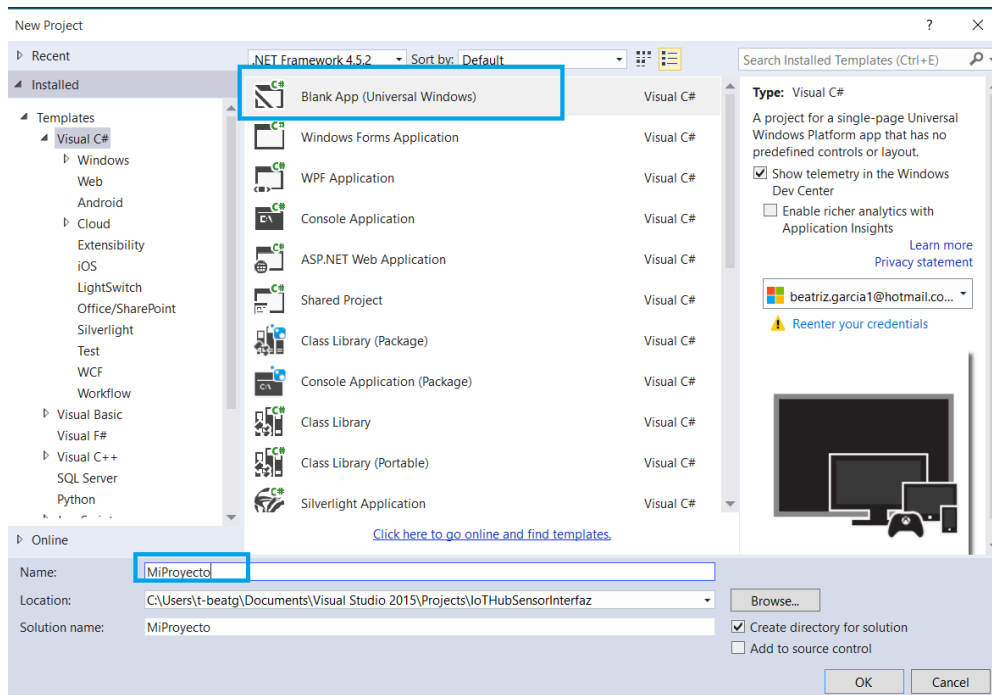 New Project
?
Recent
.NET Framework 4.5.2
Sort by: Default
Search Installed Templates (Ctrl+E)
Installed
Templates
Visual C#
Windows
Web
Android
Cloud
Extensibility
iOS
LightSwitch
Office/SharePoint
Silverlight
Test
WCF
Workflow
Visual Basic
Visual F#
Visual C++
SQL Server
Python
Online
Blank App (Universal Windows) Visual C#
Windows Forms Application Visual C#
WPF Application Visual C#
Console Application Visual C#
ASP.NET Web Application Visual C#
Shared Project Visual C#
Class Library (Package) Visual C#
Console Application (Package) Visual C#
Class Library Visual C#
Class Library (Portable) Visual C#
Silverlight Application Visual C#
Click here to go online and find templates.
Type: Visual C#
A project for a single-page Universal
Windows Platform app that has no
predefined controls or layout.
Show telemetry in the Windows
Dev Center
Enable richer analytics with
Application Insights
Learn more
Privacy statement
beatriz.garcia1@hotmail.co...
Reenter your credentials
Name: MiProyecto
Location: C:\Users\t-beatg\Documents\Visual Studio 2015\Projects\IoTHubSensorInterfaz
Browse...
Solution name: MiProyecto
Create directory for solution
Add to source control
OK
Cancel